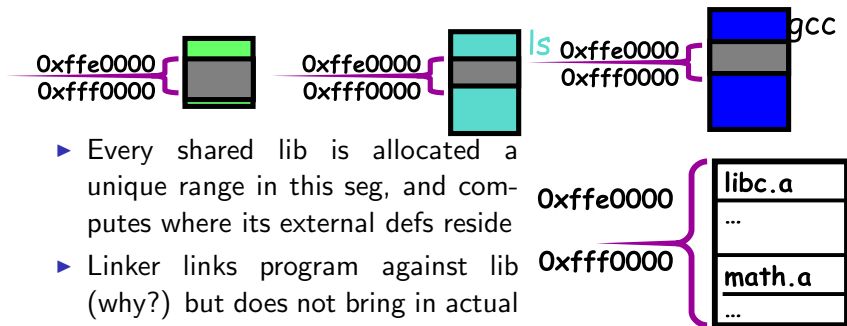 0xffe0000
0xfff0000
ls
0xffe0000
0xfff0000
gcc
0xffe0000
0xfff0000
Every shared lib is allocated a
unique range in this seg, and com-
putes where its external defs reside
Linker links program against lib
(why?) but does not bring in actual
0xffe0000
0xfff0000
libc.a
...
math.a
...